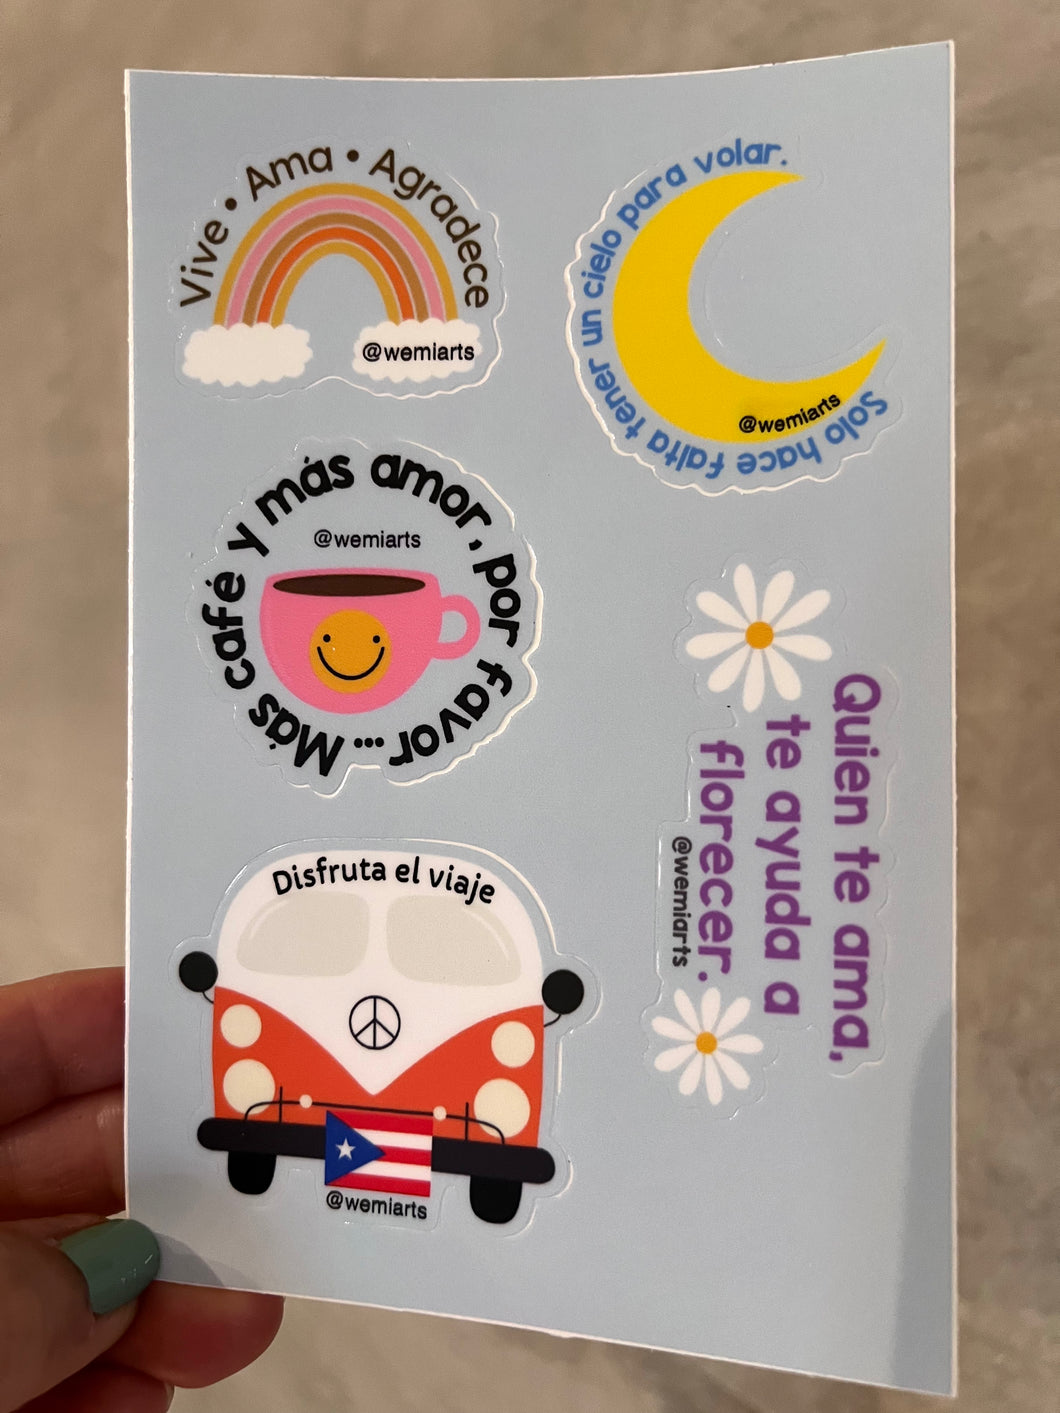 Vive • Ama • Agradece
@wemiarts
Solo hace falta tener un cielo para volar.
@wemiarts
Más café y más amor, por favor...
@wemiarts
Quien te ama,
te ayuda a
florecer.
@wemiarts
Disfruta el viaje
@wemiarts